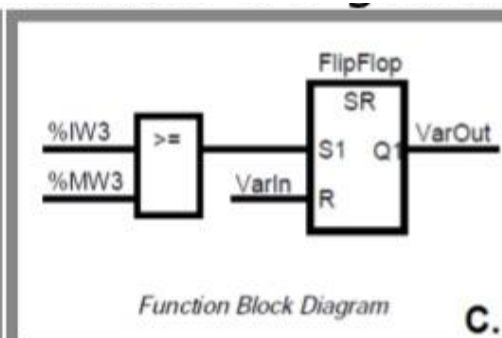 FlipFlop
SR
%IW3
>=
S1
Q1
VarOut
%MW3
VarIn
R
Function Block Diagram
C.